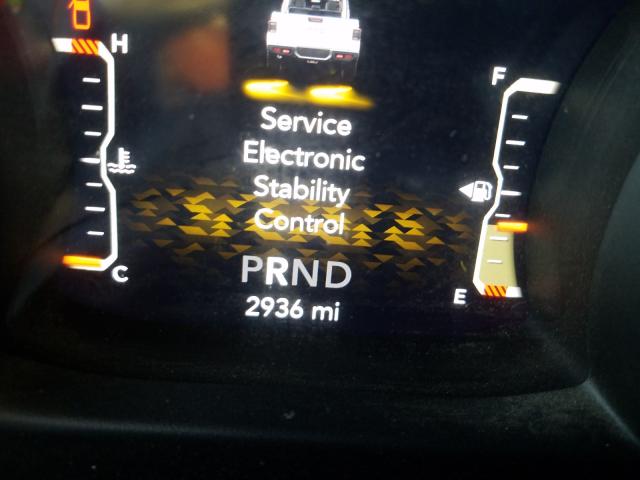 H
F
Service
Electronic
Stability
Control
C
E
PRND
2936 mi